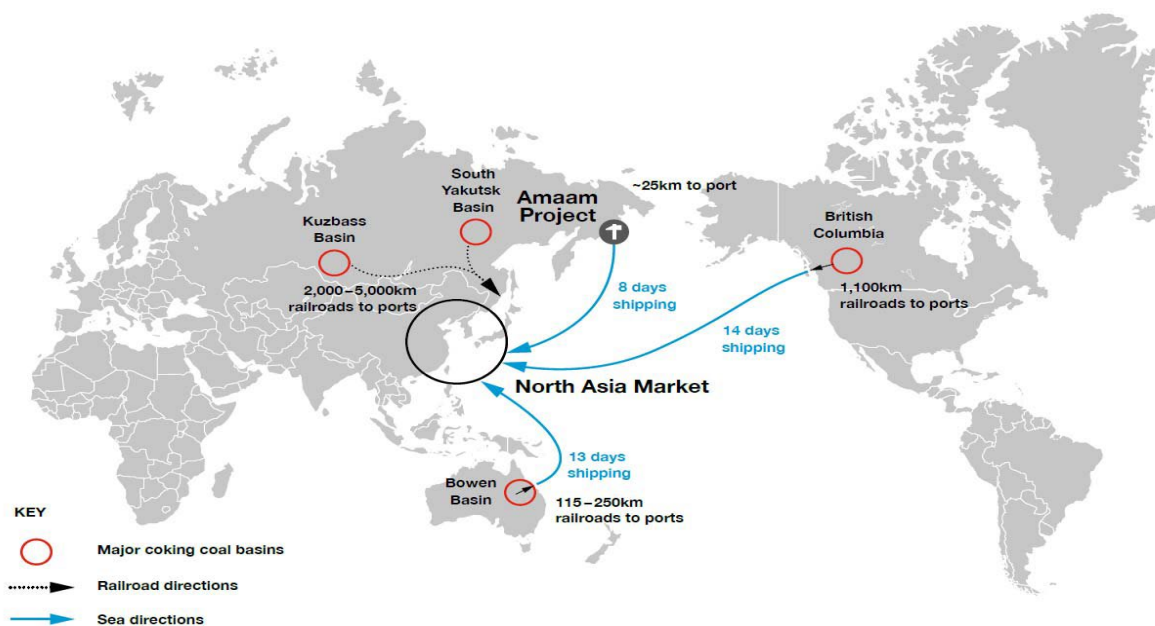 South
Yakutsk
Basin
Amaam
Project
~25km to port
Kuzbass
Basin
British
Columbia
2,000–5,000km
railroads to ports
8 days
shipping
1,100km
railroads to ports
14 days
shipping
North Asia Market
13 days
shipping
Bowen
Basin
115–250km
railroads to ports
KEY
Major coking coal basins
Railroad directions
Sea directions